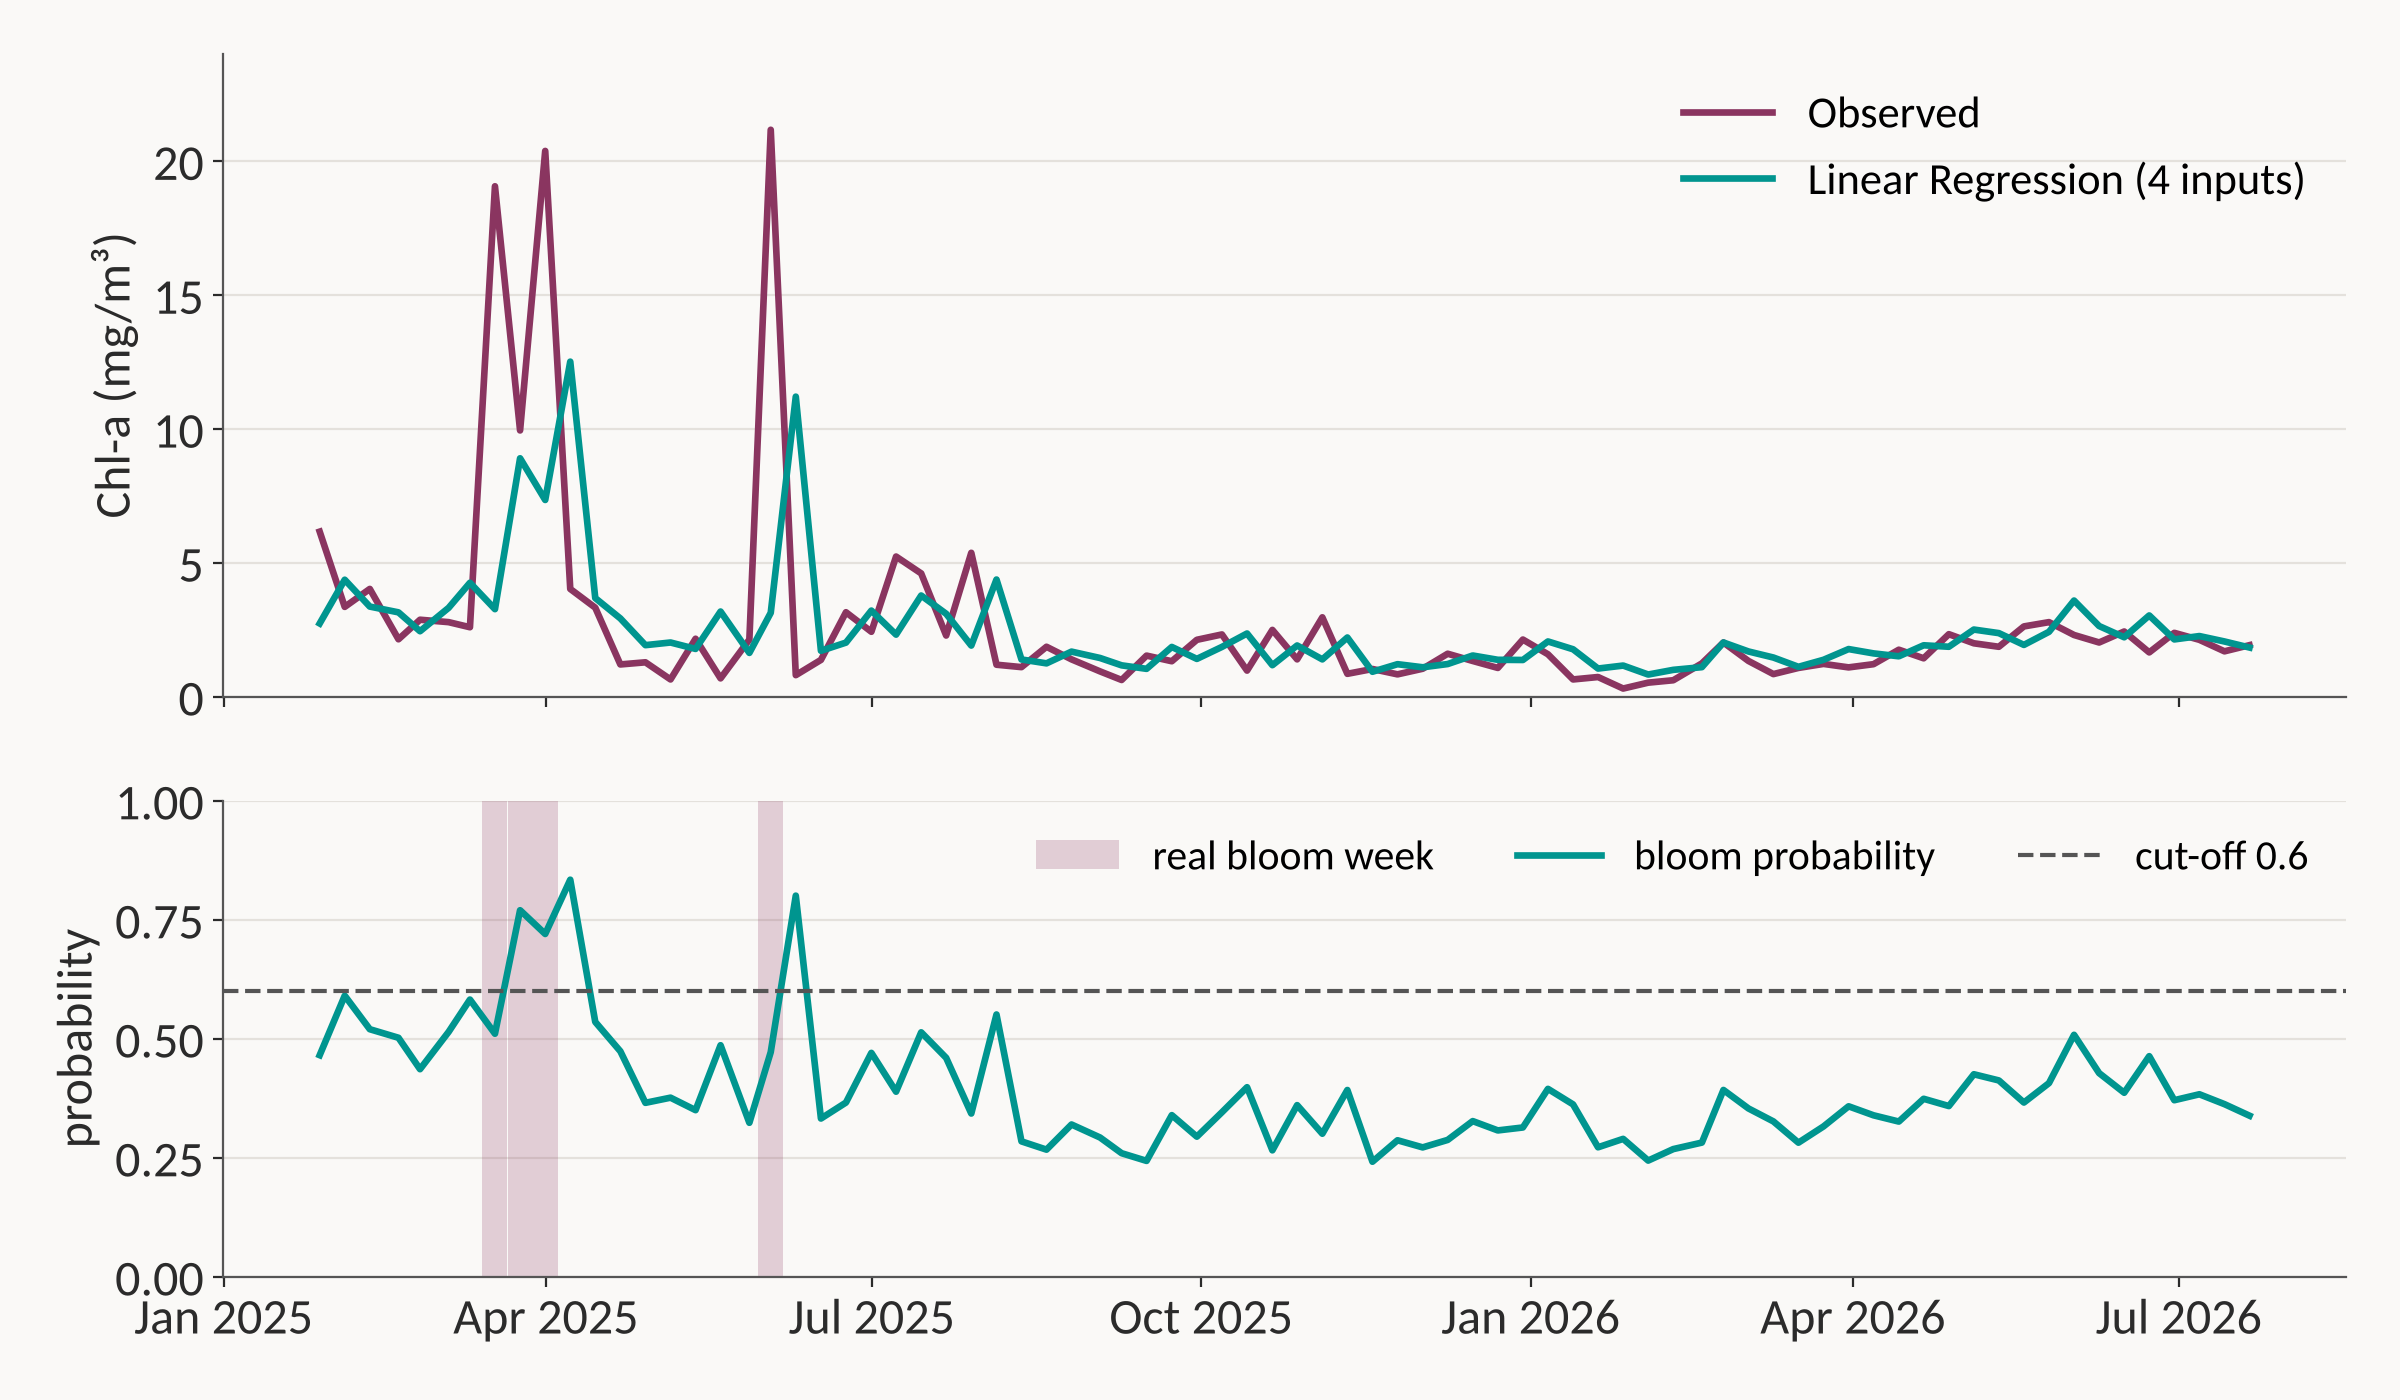 Observed
Linear Regression (4 inputs)
Chl-a (mg/m³)
20
15
10
5
0
real bloom week
bloom probability
cut-off 0.6
probability
1.00
0.75
0.50
0.25
0.00
Jan 2025
Apr 2025
Jul 2025
Oct 2025
Jan 2026
Apr 2026
Jul 2026